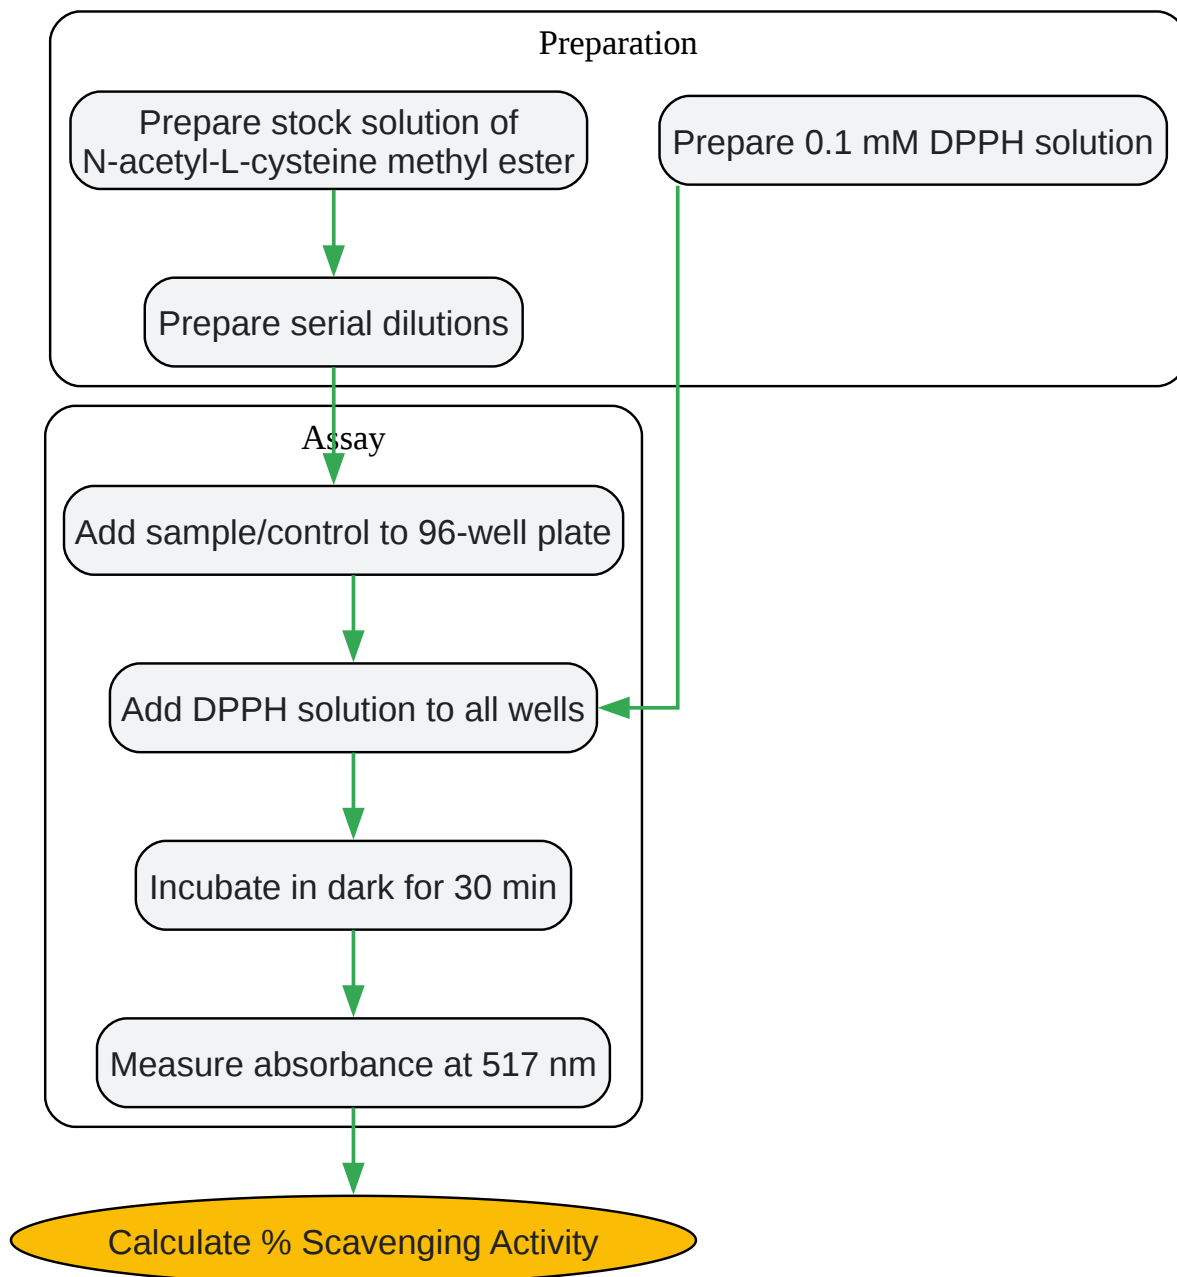 Preparation
Prepare stock solution of
N-acetyl-L-cysteine methyl ester
Prepare 0.1 mM DPPH solution
Prepare serial dilutions
Assay
Add sample/control to 96-well plate
Add DPPH solution to all wells
Incubate in dark for 30 min
Measure absorbance at 517 nm
Calculate % Scavenging Activity